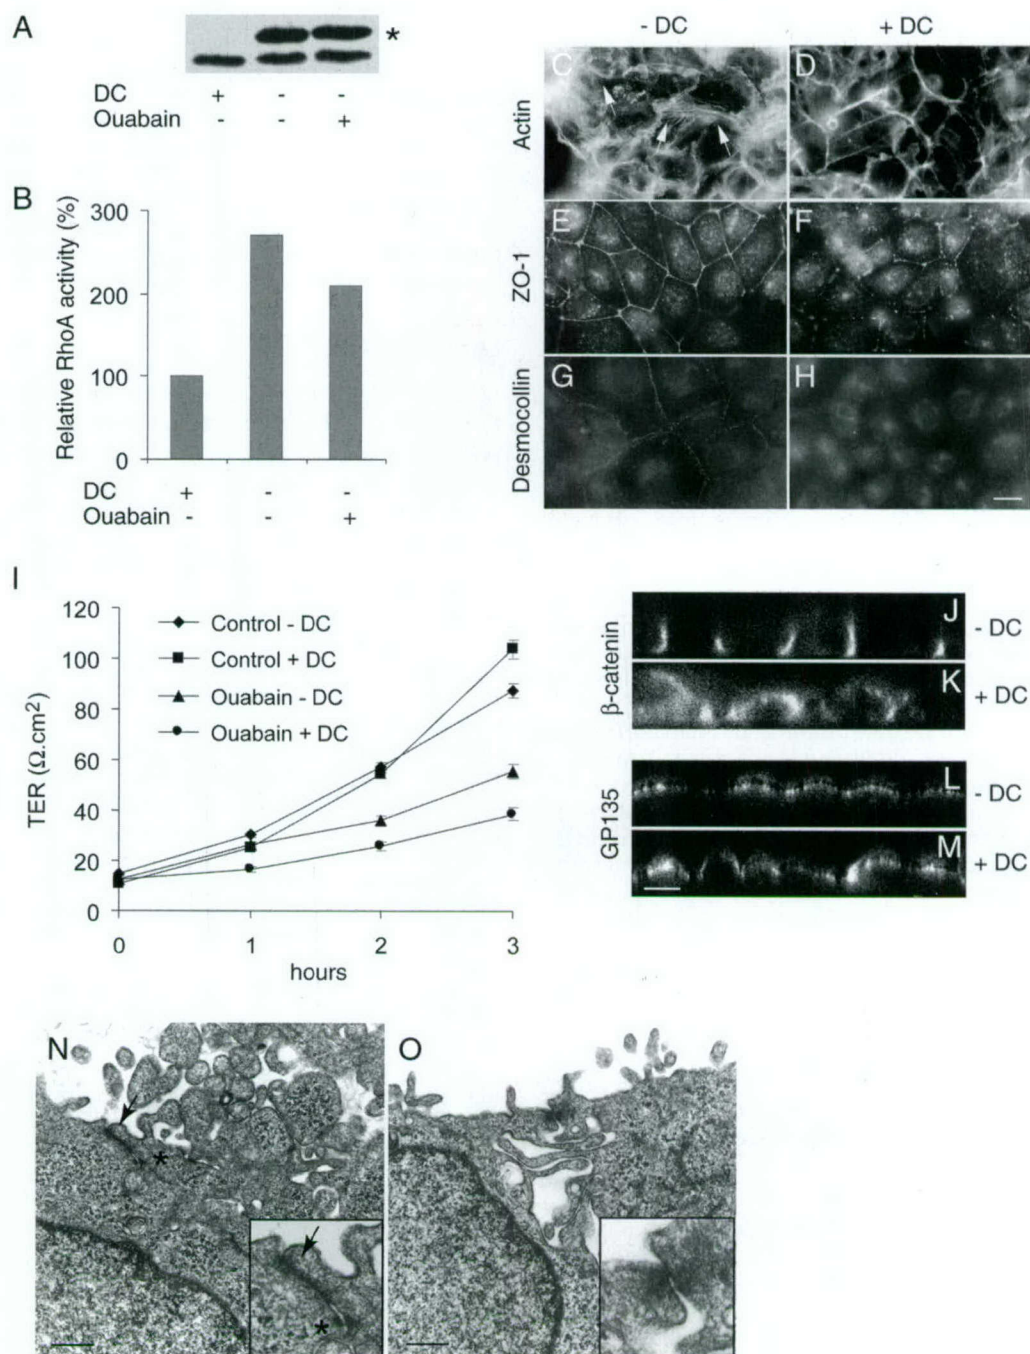 A
*
DC + - -
Ouabain - - +
B
Relative RhoA activity (%)
300
200
100
0
DC + - -
Ouabain - - +
- DC + DC
Actin
C D
ZO-1
E F
Desmocollin
G H
I
TER (Ω.cm²)
120
100
80
60
40
20
0
0 1 2 3
hours
Control - DC
Control + DC
Ouabain - DC
Ouabain + DC
β-catenin
J - DC
K + DC
GP135
L - DC
M + DC
N
*
*
O